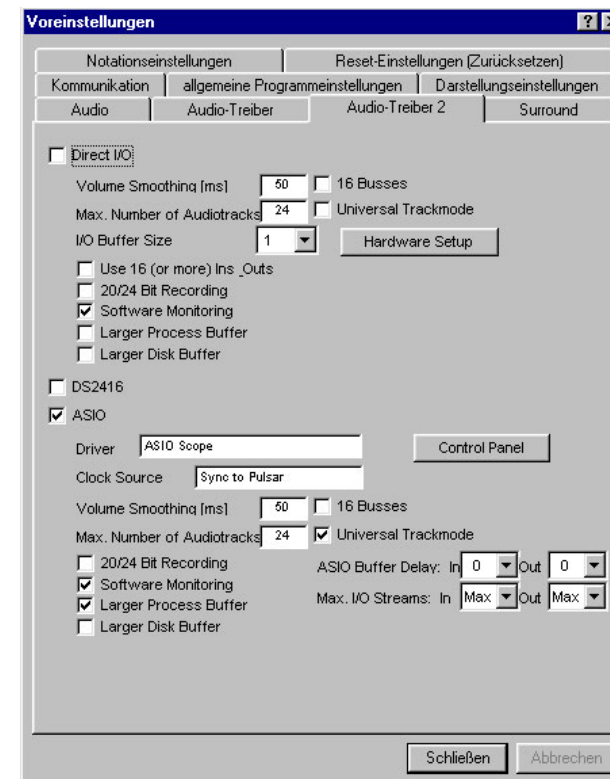 Voreinstellungen
Notationseinstellungen Reset-Einstellungen (Zurücksetzen)
Kommunikation allgemeine Programmeinstellungen Darstellungseinstellungen
Audio Audio-Treiber Audio-Treiber 2 Surround
Direct I/O
Volume Smoothing [ms] 50 16 Busses
Max. Number of Audiotracks 24 Universal Trackmode
I/O Buffer Size 1 Hardware Setup
Use 16 (or more) Ins _Outs
20/24 Bit Recording
Software Monitoring
Larger Process Buffer
Larger Disk Buffer
DS2416
ASIO
Driver ASIO Scope Control Panel
Clock Source Sync to Pulsar
Volume Smoothing [ms] 50 16 Busses
Max. Number of Audiotracks 24 Universal Trackmode
20/24 Bit Recording ASIO Buffer Delay: In 0 Out 0
Software Monitoring
Larger Process Buffer Max. I/O Streams: In Max Out Max
Larger Disk Buffer
Schließen Abbrechen